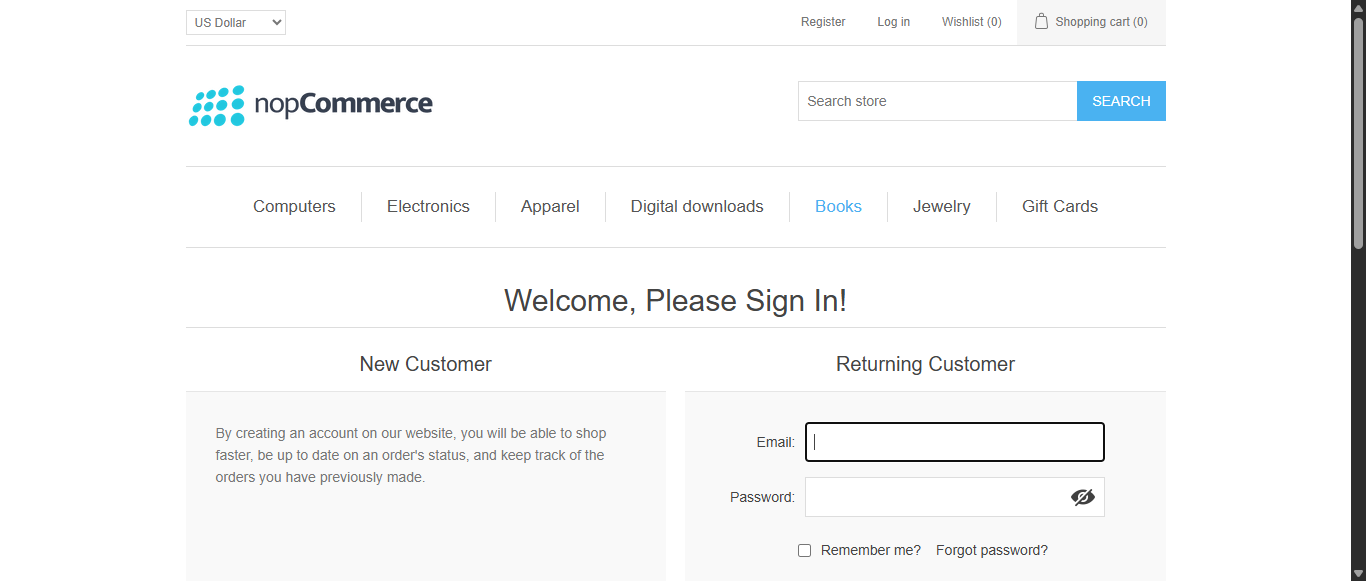 US Dollar
Register
Log in
Wishlist (0)
Shopping cart (0)
nopCommerce
Search store
SEARCH
Computers
Electronics
Apparel
Digital downloads
Books
Jewelry
Gift Cards
Welcome, Please Sign In!
New Customer
By creating an account on our website, you will be able to shop
faster, be up to date on an order's status, and keep track of the
orders you have previously made.
Returning Customer
Email:
Password:
Remember me?
Forgot password?